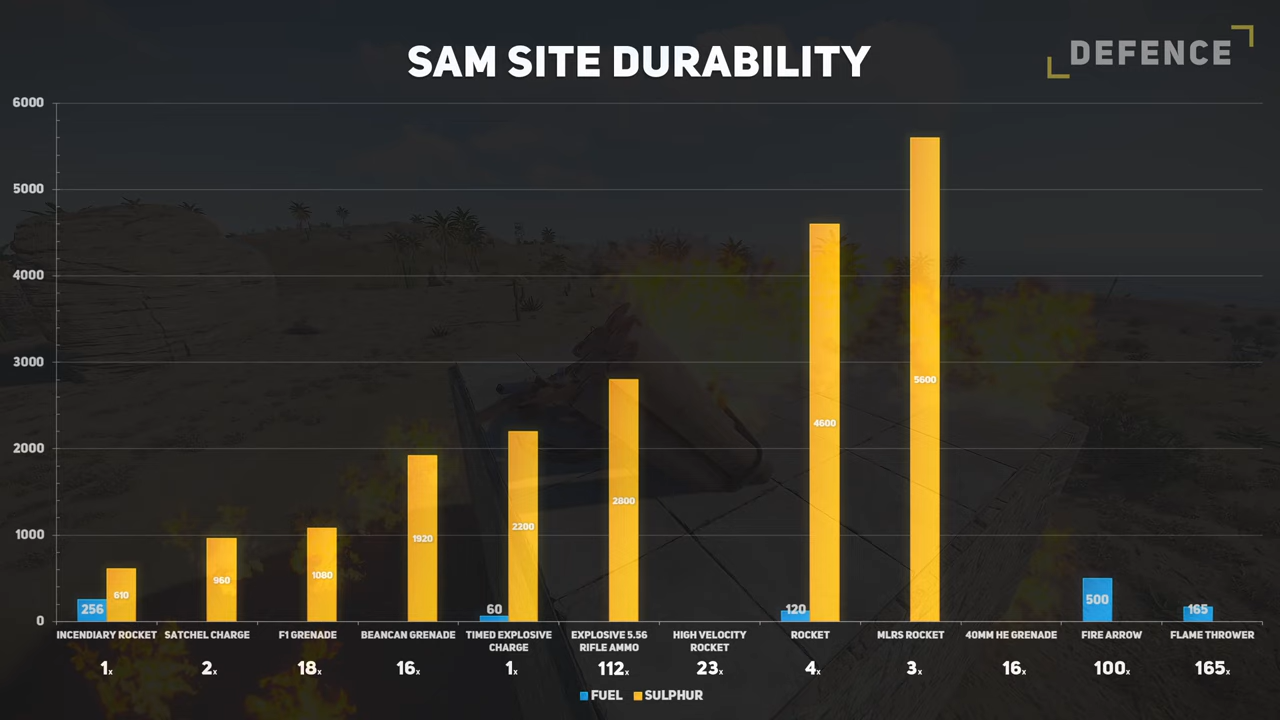 SAM SITE DURABILITY
DEFENCE
6000
5000
4000
3000
2000
1000
0
256
610
960
1080
1920
60
2200
2800
120
4600
5600
500
165
INCENDIARY ROCKET
SATCHEL CHARGE
F1 GRENADE
BEANCAN GRENADE
TIMED EXPLOSIVE
CHARGE
EXPLOSIVE 5.56
RIFLE AMMO
HIGH VELOCITY
ROCKET
ROCKET
MLRS ROCKET
40MM HE GRENADE
FIRE ARROW
FLAME THROWER
1x
2x
18x
16x
1x
112x
23x
4x
3x
16x
100x
165x
FUEL
SULPHUR